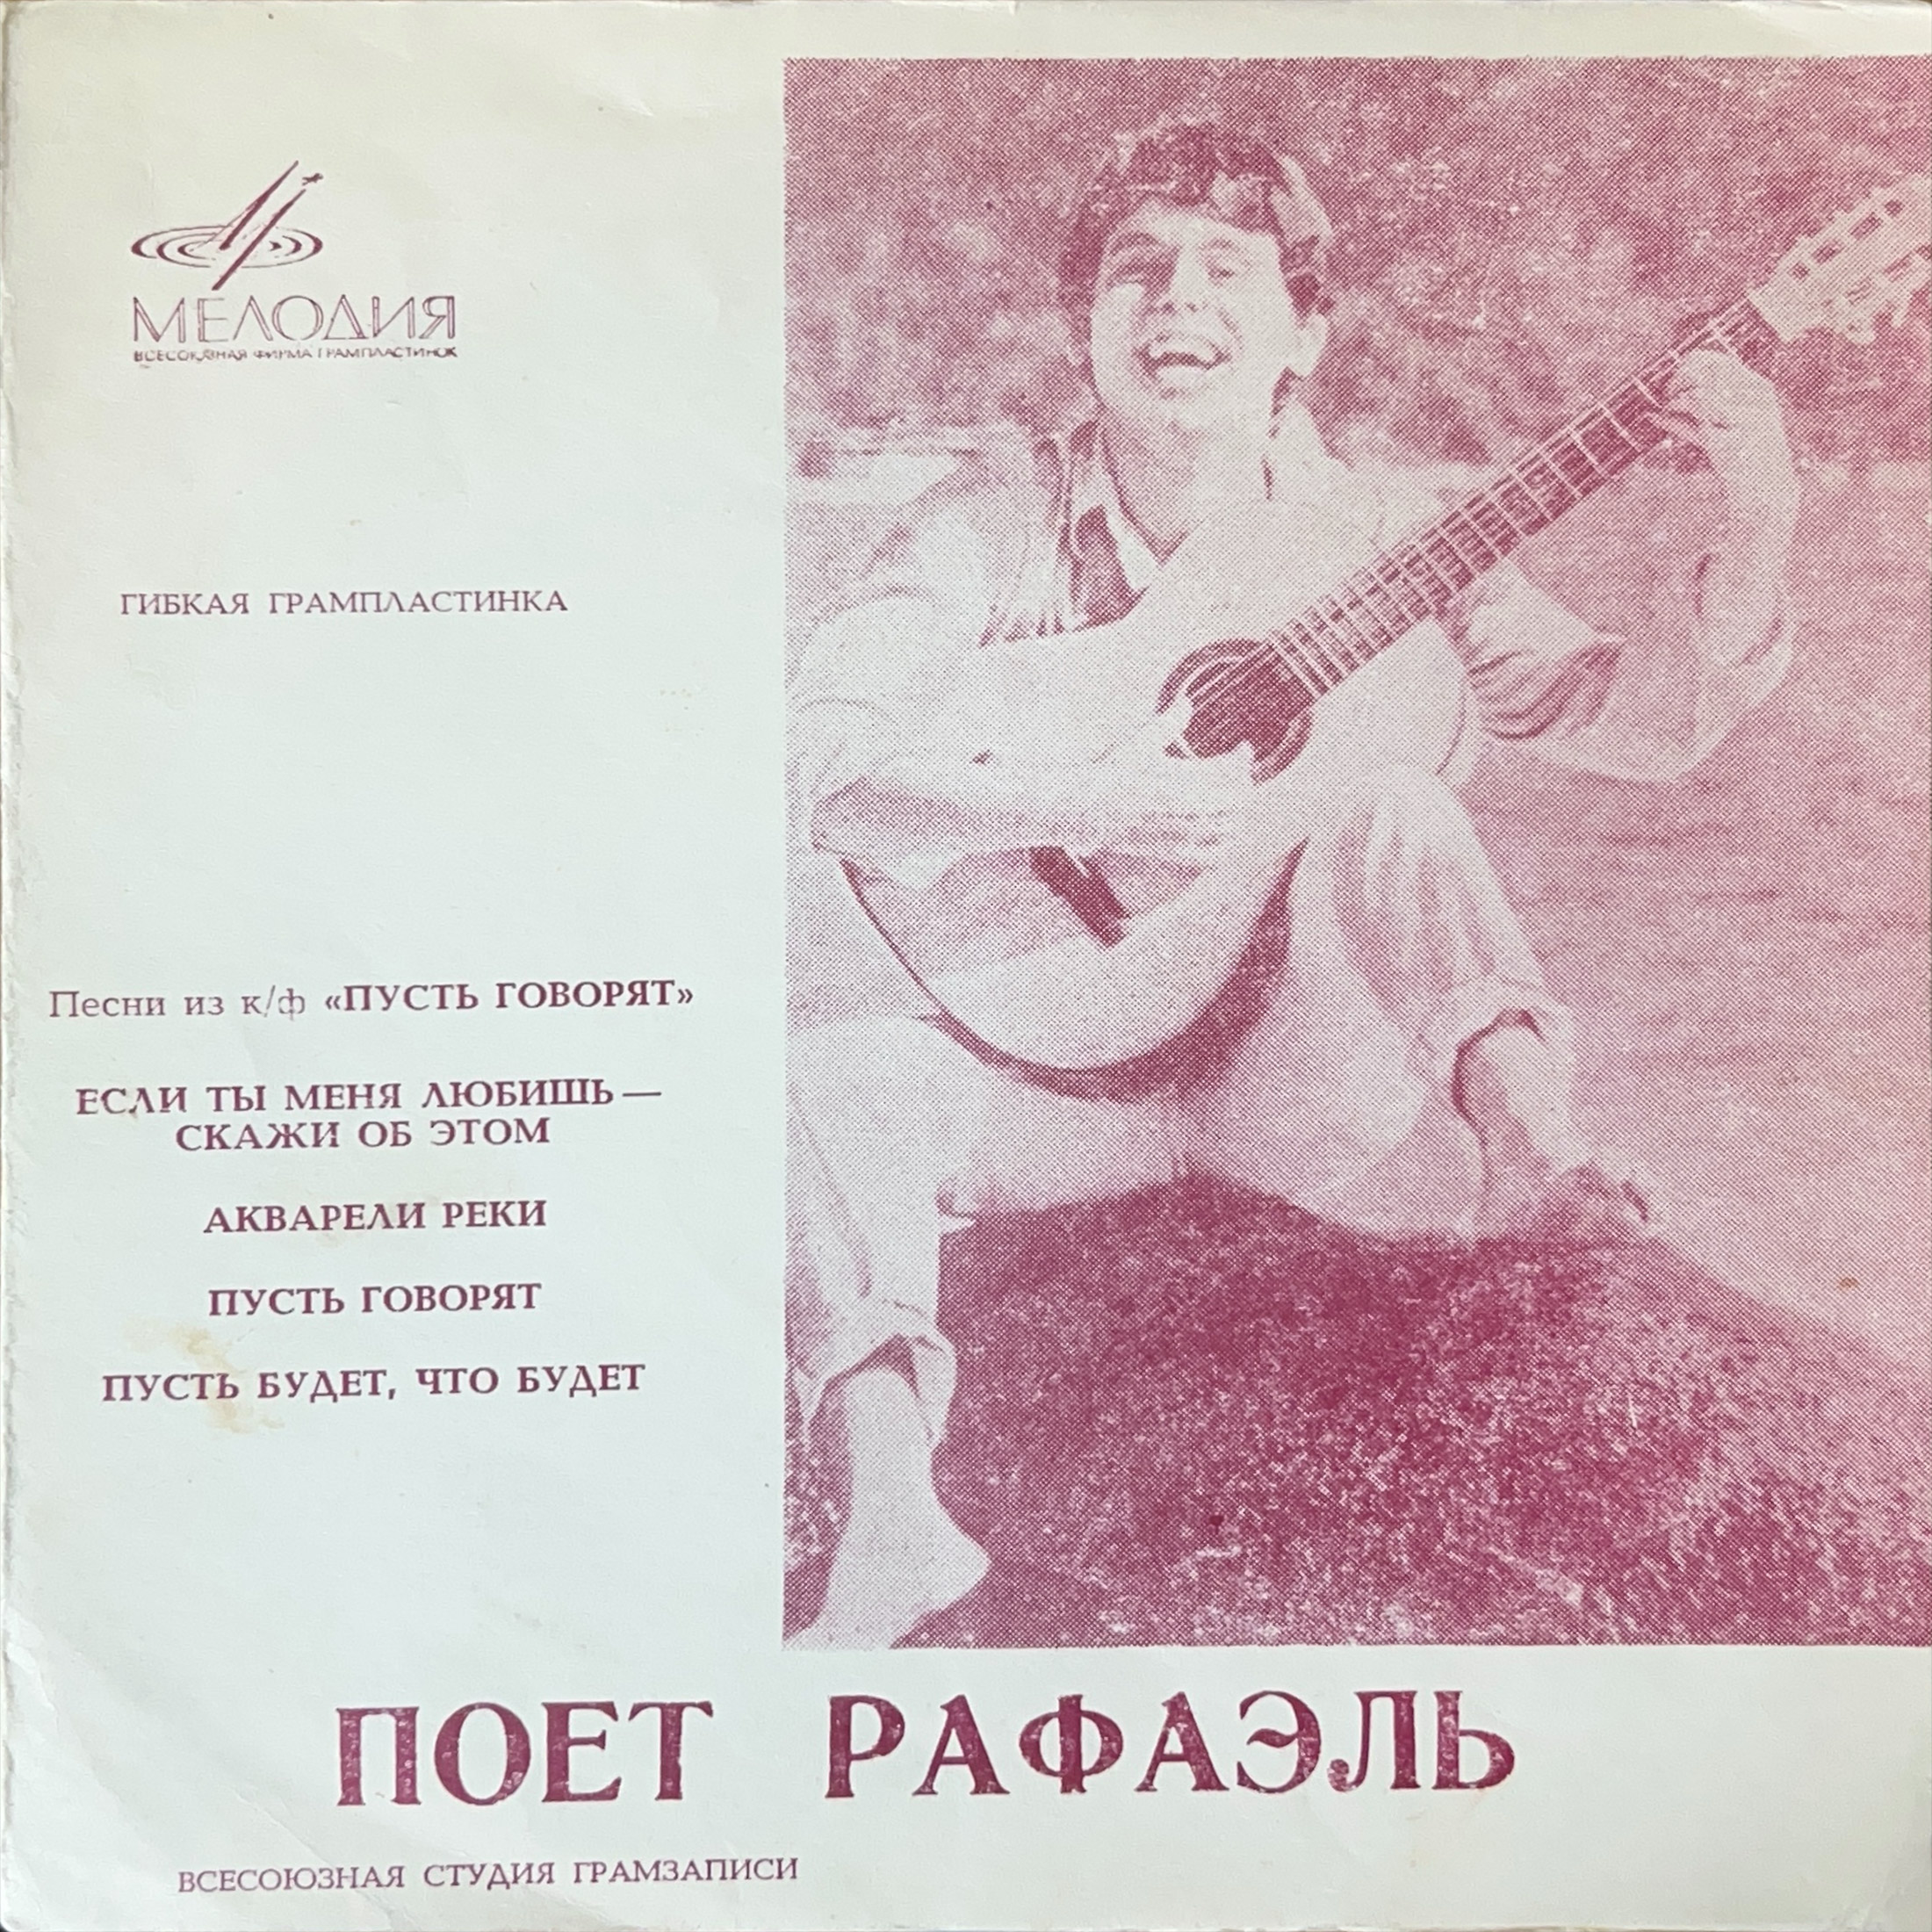 МЕЛОДИЯ
ВСЕСОЮЗНАЯ ФИРМА ГРАМПЛАСТИНОК
ГИБКАЯ ГРАМПЛАСТИНКА
Песни из к/ф «ПУСТЬ ГОВОРЯТ»
ЕСЛИ ТЫ МЕНЯ ЛЮБИШЬ —
СКАЖИ ОБ ЭТОМ
АКВАРЕЛИ РЕКИ
ПУСТЬ ГОВОРЯТ
ПУСТЬ БУДЕТ, ЧТО БУДЕТ
ПОЕТ РАФАЭЛЬ
ВСЕСОЮЗНАЯ СТУДИЯ ГРАМЗАПИСИ